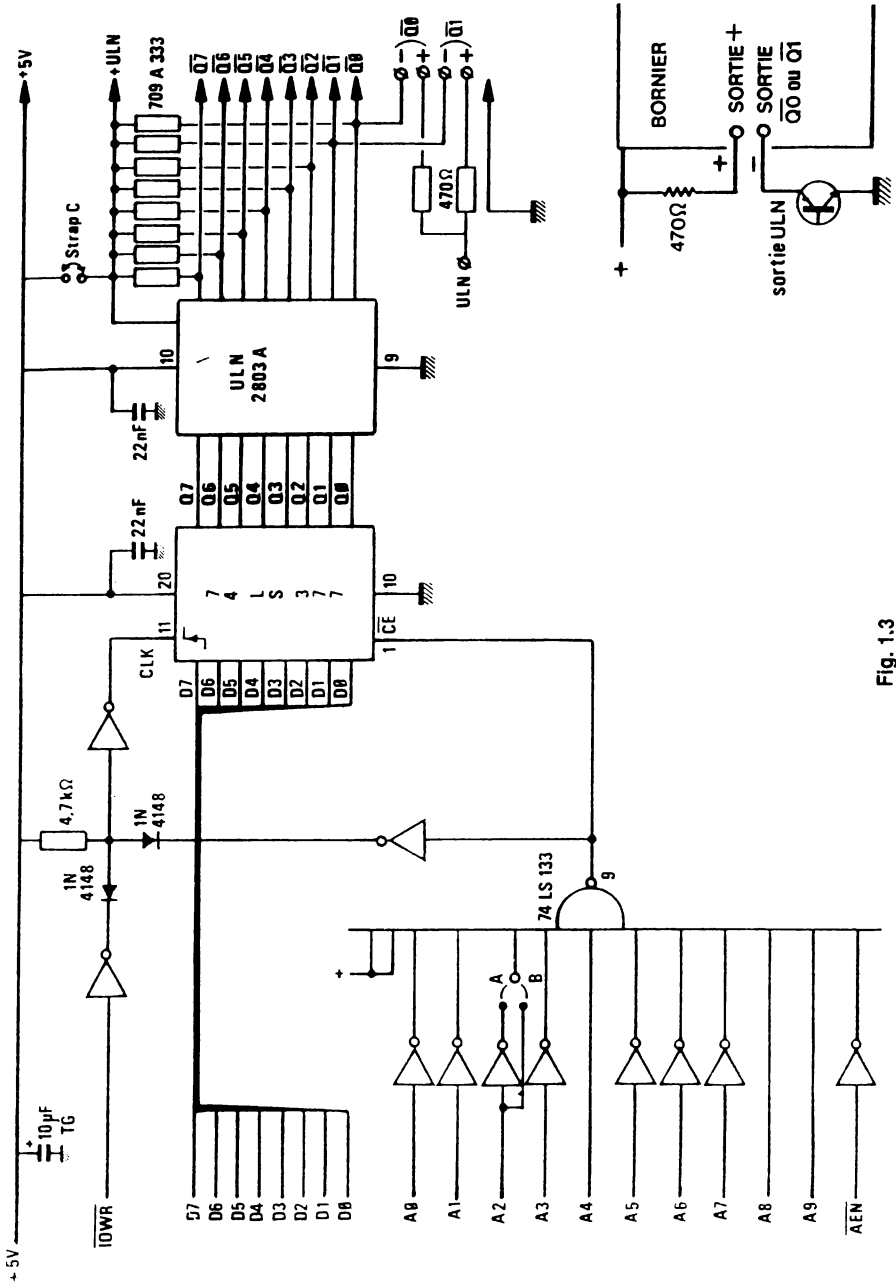 +5V
+5V
10µF
TG
4,7kΩ
1N
4148
1N
4148
Strap C
+ULN
709 A 333
IOWR
CLK
11
20
22nF
22nF
10
D7
D6
D5
D4
D3
D2
D1
D0
D7
D6
D5
D4
D3
D2
D1
D0
74LS377
Q7
Q6
Q5
Q4
Q3
Q2
Q1
Q0
ULN
2803 A
Q7
Q6
Q5
Q4
Q3
Q2
Q1
Q0
1
CE
10
9
Q0
- +
Q1
- +
470Ω
ULN
A0
A1
A2
A3
A4
A5
A6
A7
A8
A9
AEN
+
A
B
74 LS 133
9
BORNIER
+
470Ω
+
SORTIE +
-
SORTIE
Q0 ou Q1
sortie ULN
Fig. 1.3